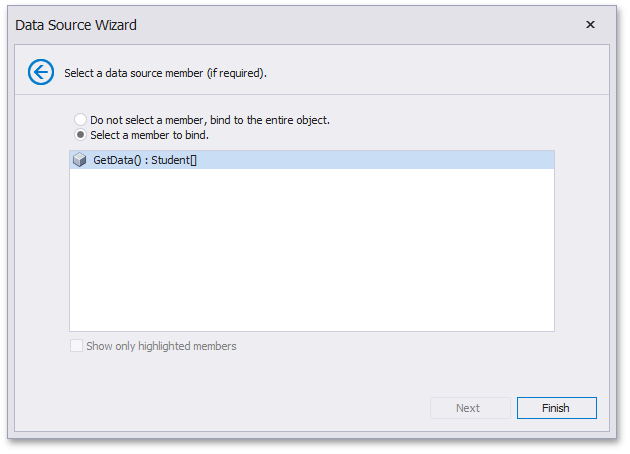 Data Source Wizard
Select a data source member (if required).
Do not select a member, bind to the entire object.
Select a member to bind.
GetData() : Student[]
Show only highlighted members
Next
Finish